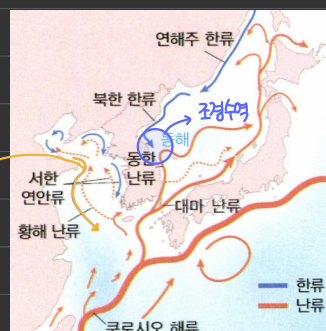 연해주 한류
북한 한류
조경수역
동해
동한
난류
서한
연안류
대마 난류
황해 난류
한류
난류
쿠로시오 해류